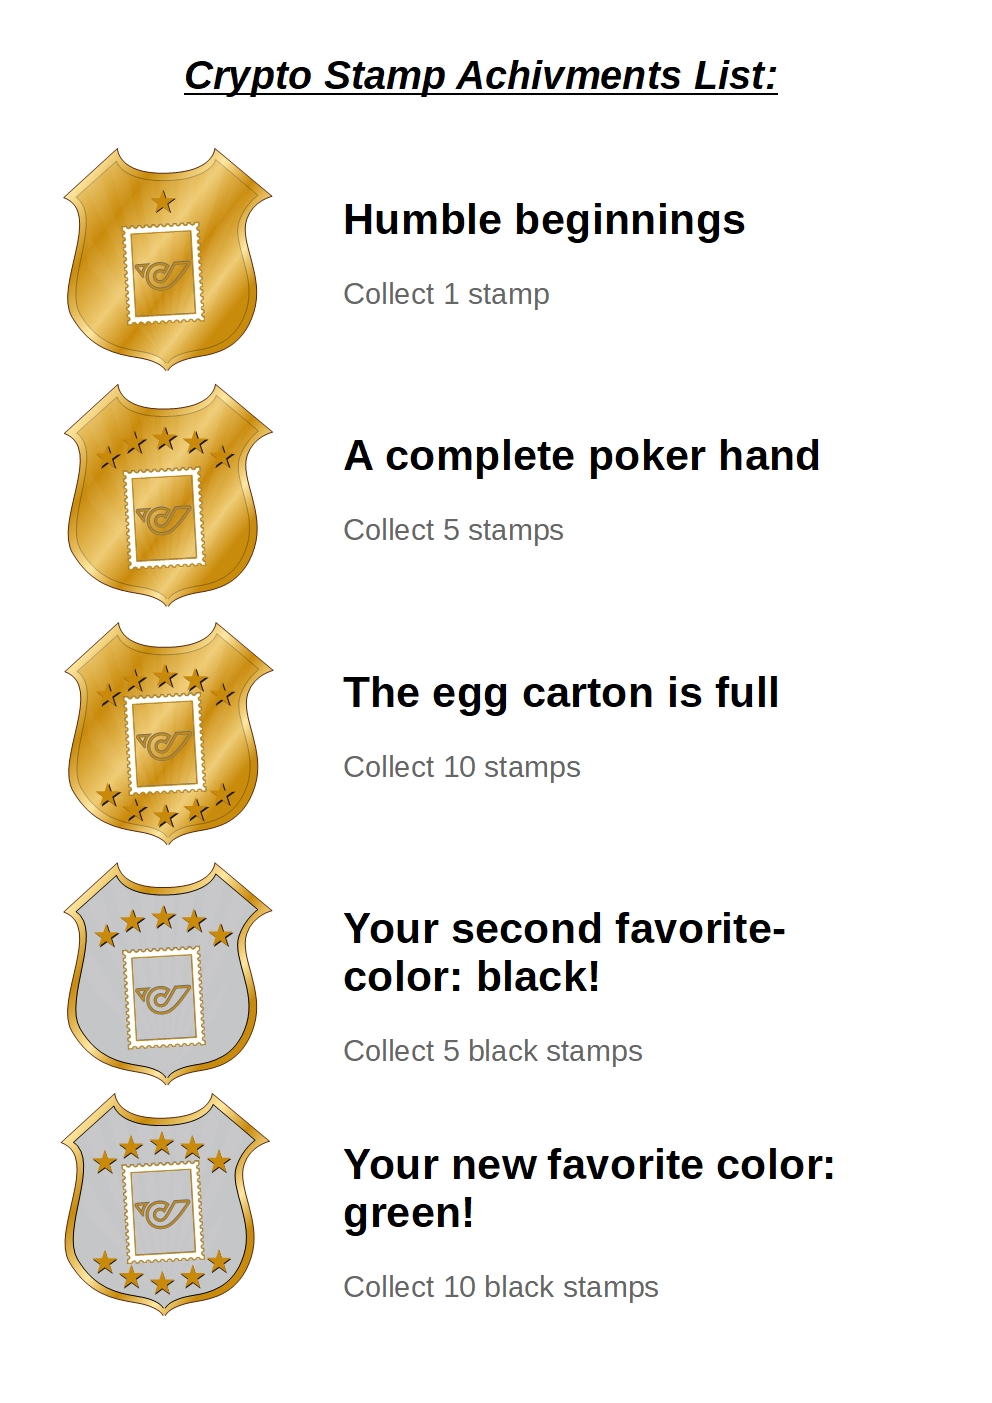 Crypto Stamp Achivments List:
Humble beginnings
Collect 1 stamp
A complete poker hand
Collect 5 stamps
The egg carton is full
Collect 10 stamps
Your second favorite-
color: black!
Collect 5 black stamps
Your new favorite color:
green!
Collect 10 black stamps